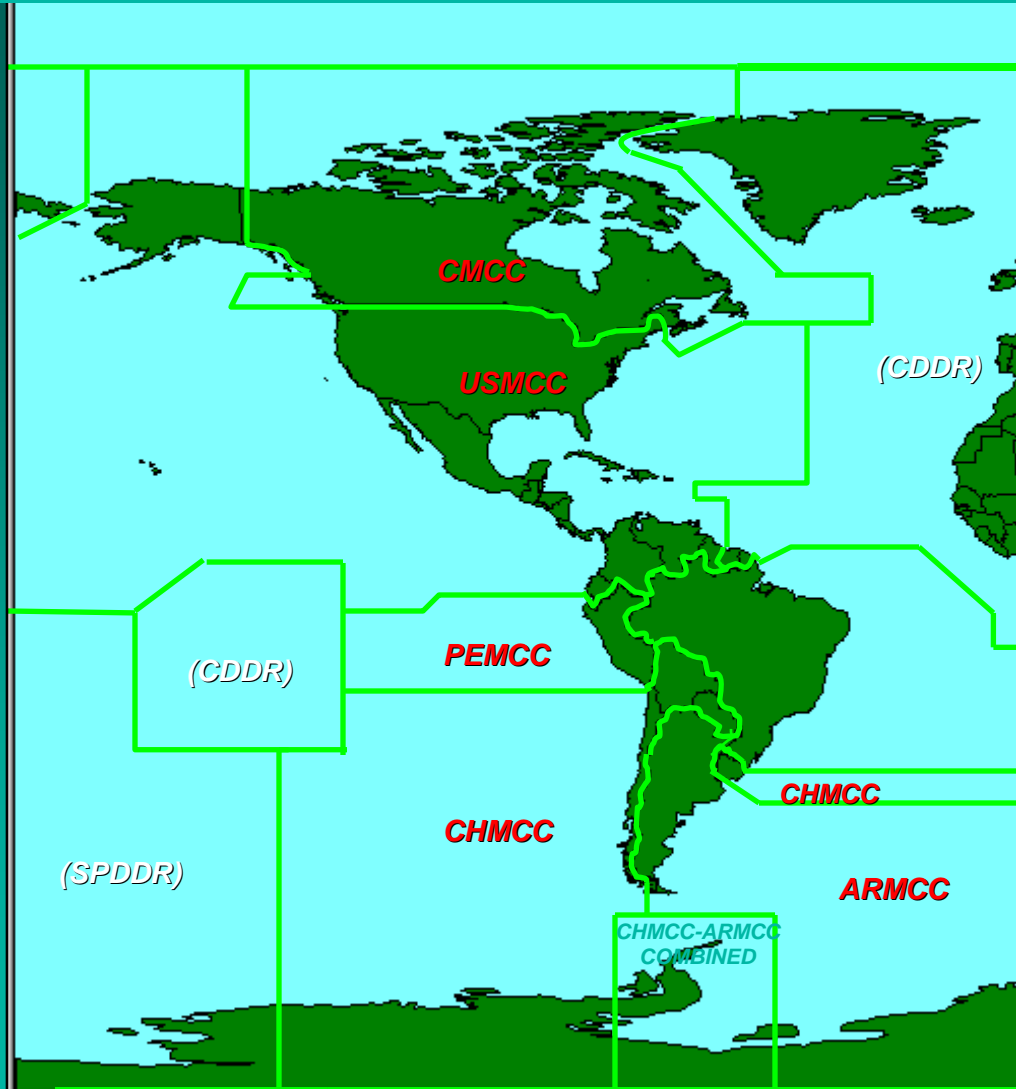 CMCC
(CDDR)
USMCC
PEMCC
(CDDR)
CHMCC
CHMCC
(SPDDR)
ARMCC
CHMCC-ARMCC
COMBINED